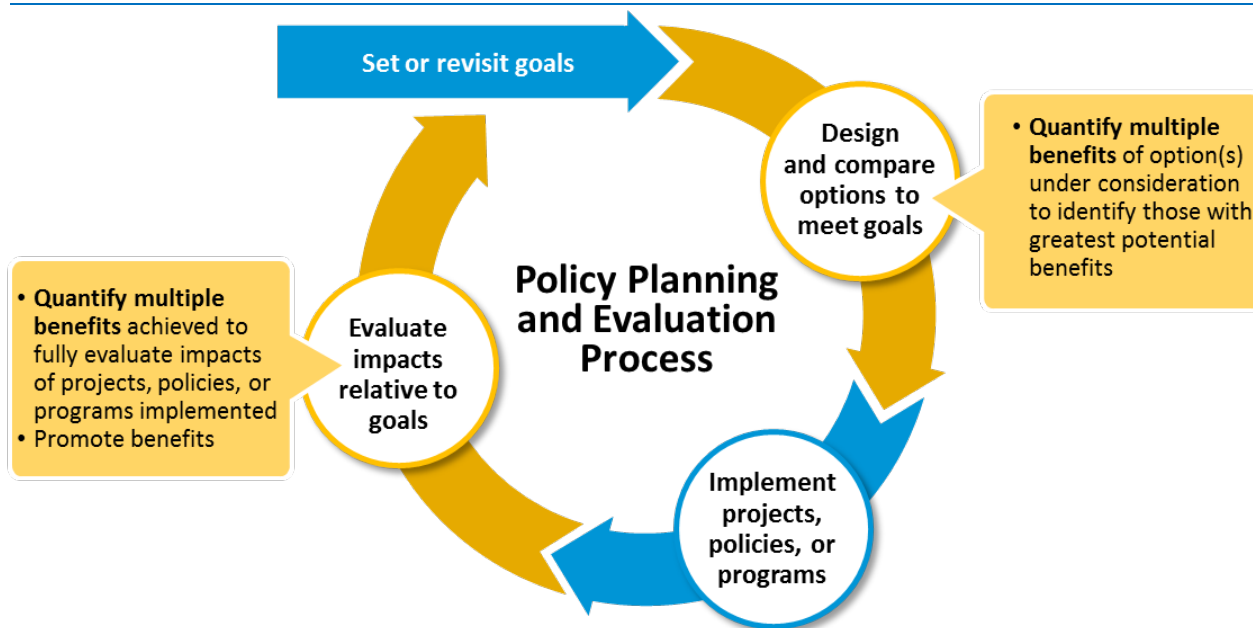 Set or revisit goals
Design
and compare
options to
meet goals
• Quantify multiple
benefits of option(s)
under consideration
to identify those with
greatest potential
benefits
Policy Planning
and Evaluation
Process
• Quantify multiple
benefits achieved to
fully evaluate impacts
of projects, policies, or
programs implemented
• Promote benefits
Evaluate
impacts
relative to
goals
Implement
projects,
policies, or
programs